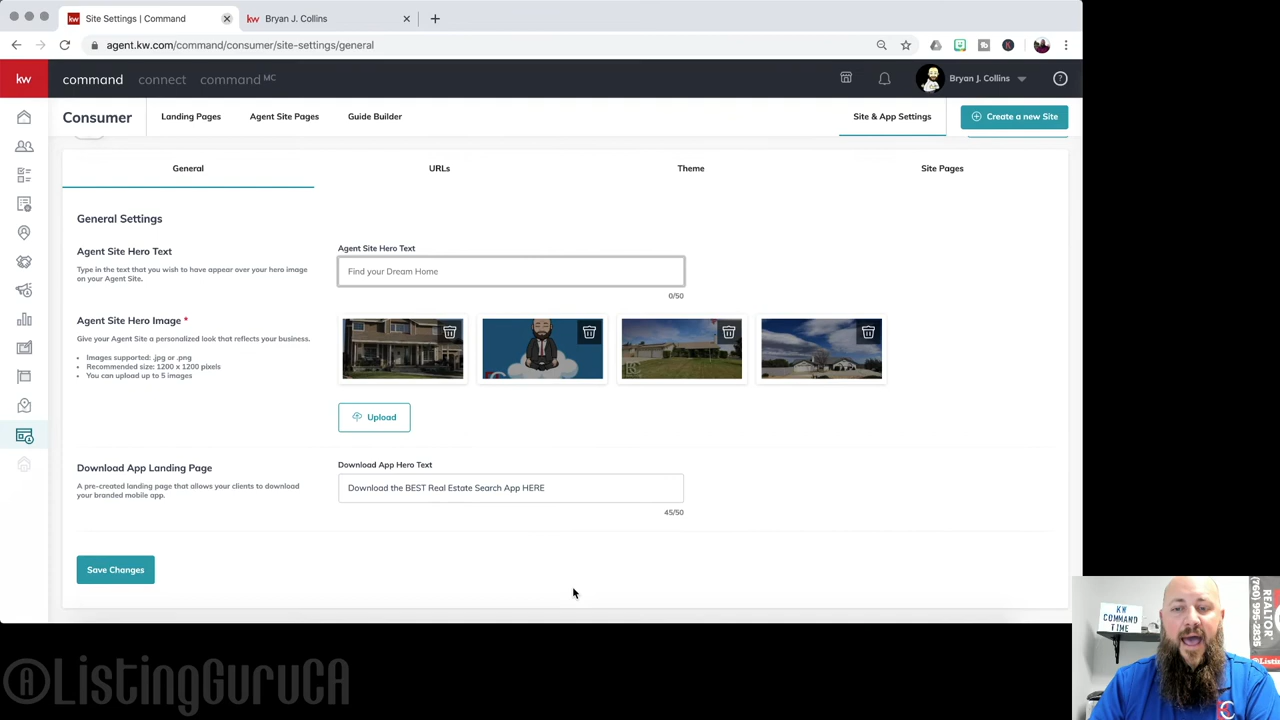 Site Settings | Command
kw Bryan J. Collins
agent.kw.com/command/consumer/site-settings/general
kw command connect command MC Bryan J. Collins
Consumer Landing Pages Agent Site Pages Guide Builder Site & App Settings Create a new Site
General URLs Theme Site Pages
General Settings
Agent Site Hero Text
Type in the text that you wish to have appear over your hero image
on your Agent Site.
Agent Site Hero Text
Find your Dream Home
0/50
Agent Site Hero Image *
Give your Agent Site a personalized look that reflects your business.
• Images supported: .jpg or .png
• Recommended size: 1200 x 1200 pixels
• You can upload up to 5 images
Upload
Download App Landing Page
A pre-created landing page that allows your clients to download
your branded mobile app.
Download App Hero Text
Download the BEST Real Estate Search App HERE
45/50
Save Changes
KW
COMMAND
TIME
REALTOR®
(760) 995-2835
@ListingGuruCA